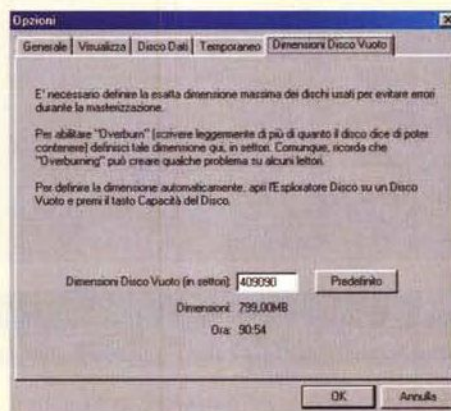 Opzioni
Generale Visualizza Disco Dati Temporaneo Dimensioni Disco Vuoto
E' necessario definire la esatta dimensione massima dei dischi usati per evitare errori
durante la masterizzazione.
Per abilitare "Overburn" (scrivere leggermente di più di quanto il disco dice di poter
contenere) definisci tale dimensione qui, in settori. Comunque, ricorda che
"Overburning" può creare qualche problema su alcuni lettori.
Per definire la dimensione automaticamente, apri l'Esploratore Disco su un Disco
Vuoto e premi il tasto Capacità del Disco.
Dimensioni Disco Vuoto (in settori): 409090 Predefinito
Dimensioni: 799,00MB
Ora: 90:54
OK Annulla